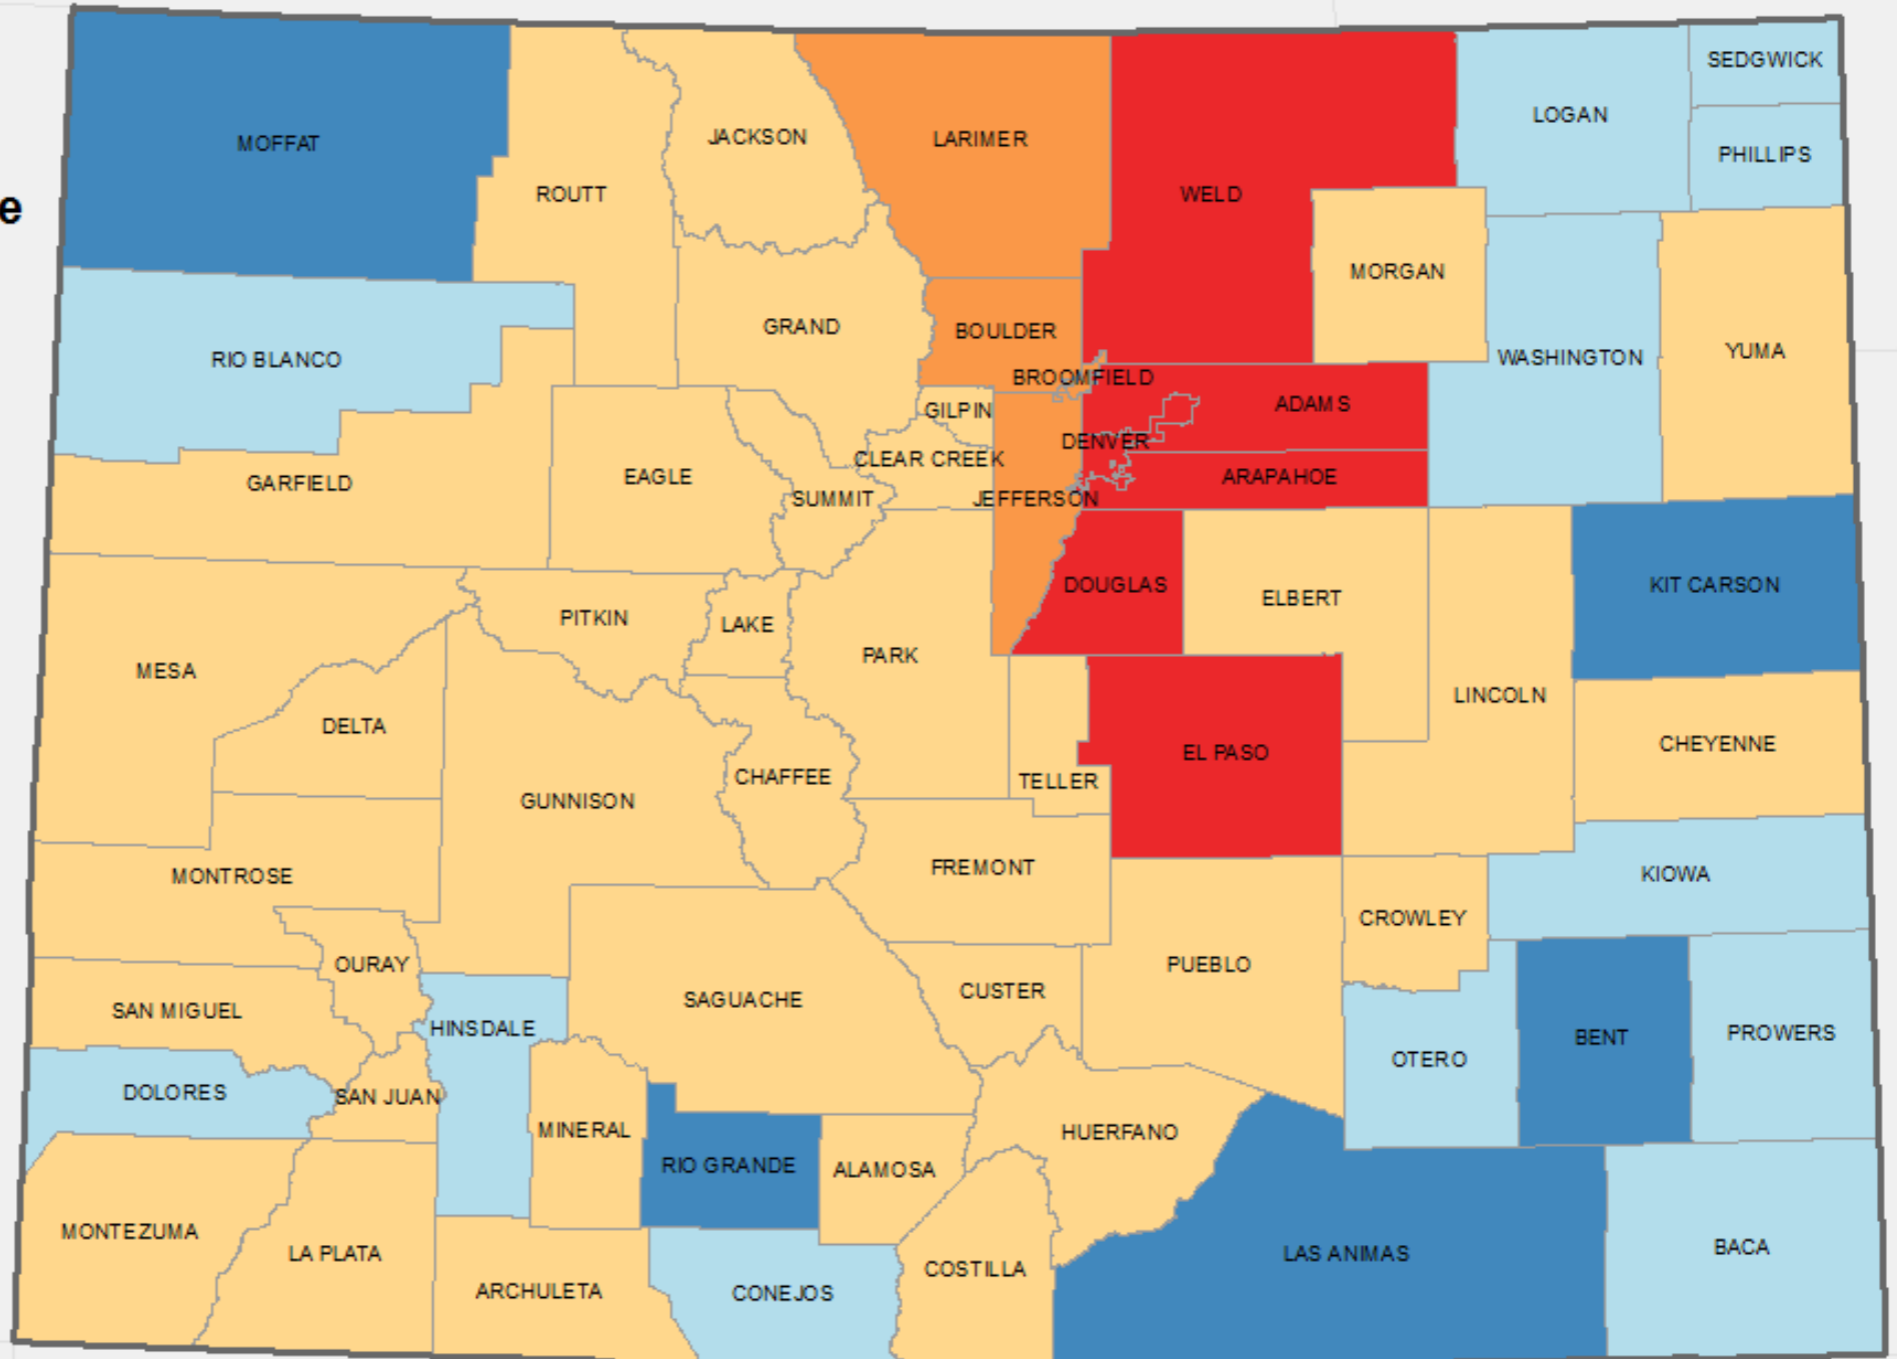 SEDGWICK
LOGAN
MOFFAT
JACKSON
LARIMER
PHILLIPS
ROUTT
WELD
e
MORGAN
GRAND
BOULDER
RIO BLANCO
WASHINGTON
YUMA
BROOMFIELD
GILPIN
ADAMS
DENVER
CLEAR CREEK
GARFIELD
EAGLE
ARAPAHOE
SUMMIT
JEFFERSON
DOUGLAS
KIT CARSON
ELBERT
PITKIN
LAKE
PARK
MESA
LINCOLN
DELTA
CHEYENNE
EL PASO
CHAFFEE
TELLER
GUNNISON
FREMONT
MONTROSE
KIOWA
CROWLEY
OURAY
PUEBLO
CUSTER
SAGUACHE
SAN MIGUEL
HINSDALE
PROWERS
BENT
OTERO
DOLORES
SAN JUAN
MINERAL
HUERFANO
RIO GRANDE
ALAMOSA
MONTEZUMA
BACA
LA PLATA
LAS ANIMAS
COSTILLA
ARCHULETA
CONEJOS